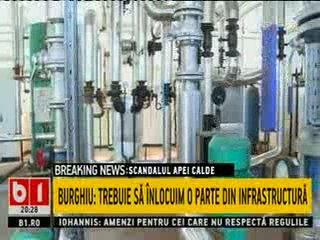 BREAKING NEWS: SCANDALUL APEI CALDE
b1
BURGHIU: TREBUIE SĂ ÎNLOCUIM O PARTE DIN INFRASTRUCTURĂ
20:28
B1.RO
IOHANNIS: AMENZI PENTRU CEI CARE NU RESPECTĂ REGULILE